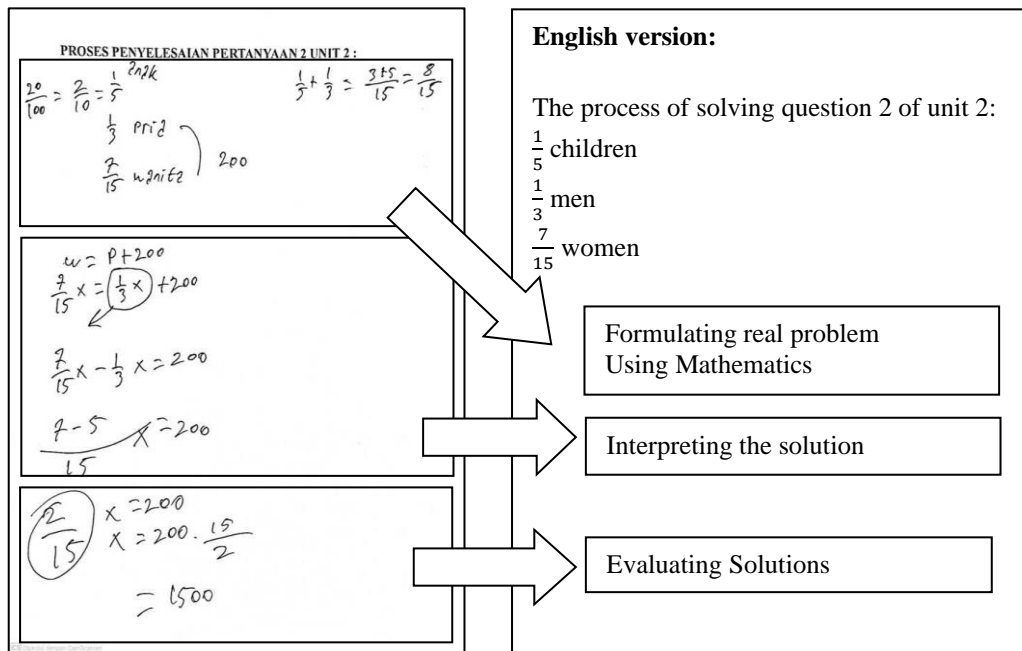 PROSES PENYELESAIAN PERTANYAAN 2 UNIT 2 :
20/100 = 2/10 = 1/5 anak
1/5 + 1/3 = 3+5/15 = 8/15
1/3 pria
7/15 wanita
200
w = P+200
7/15 x = 1/3 x +200
7/15 x - 1/3 x = 200
7-5/15 x = 200
2/15 x = 200
x = 200 . 15/2
= 1500
English version:
The process of solving question 2 of unit 2:
1/5 children
1/3 men
7/15 women
Formulating real problem
Using Mathematics
Interpreting the solution
Evaluating Solutions